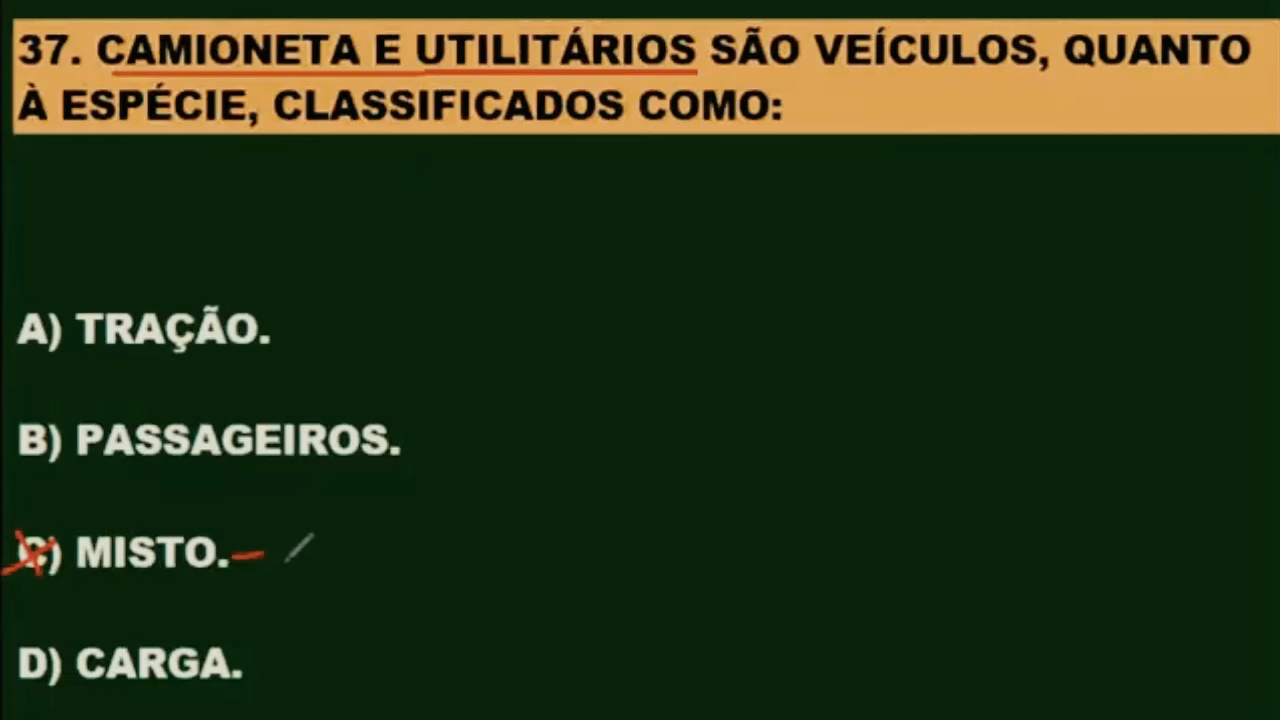 37. CAMIONETA E UTILITÁRIOS SÃO VEÍCULOS, QUANTO
À ESPÉCIE, CLASSIFICADOS COMO:
A) TRAÇÃO.
B) PASSAGEIROS.
C) MISTO.
D) CARGA.